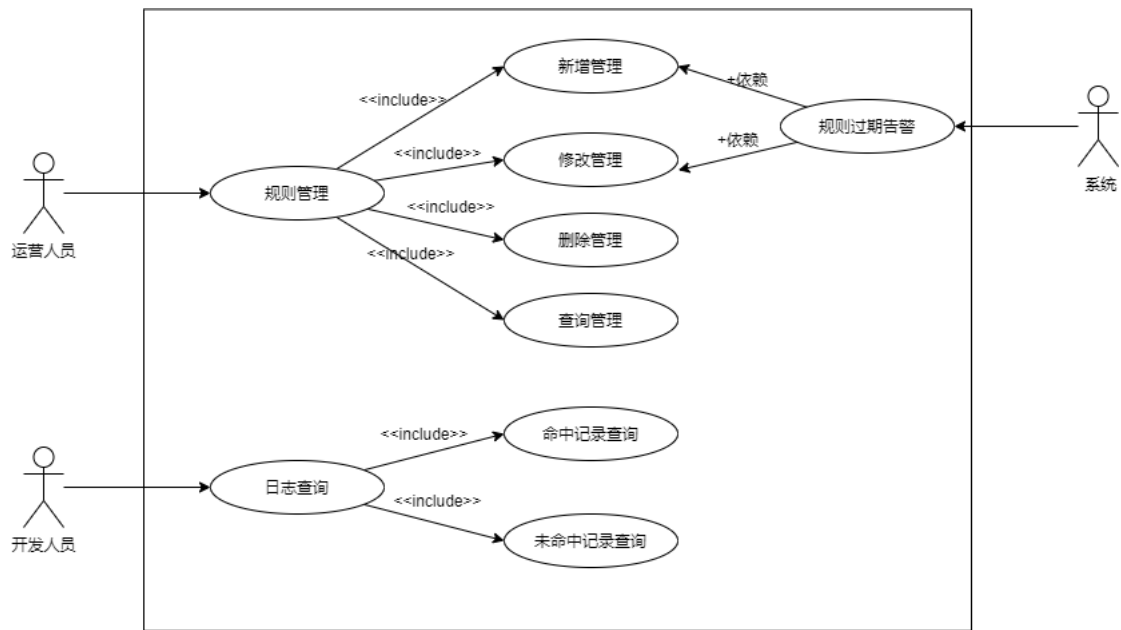 新增管理
<<include>>
+依赖
规则过期告警
系统
<<include>>
修改管理
+依赖
规则管理
运营人员
<<include>>
删除管理
<<include>>
查询管理
<<include>>
命中记录查询
日志查询
开发人员
<<include>>
未命中记录查询